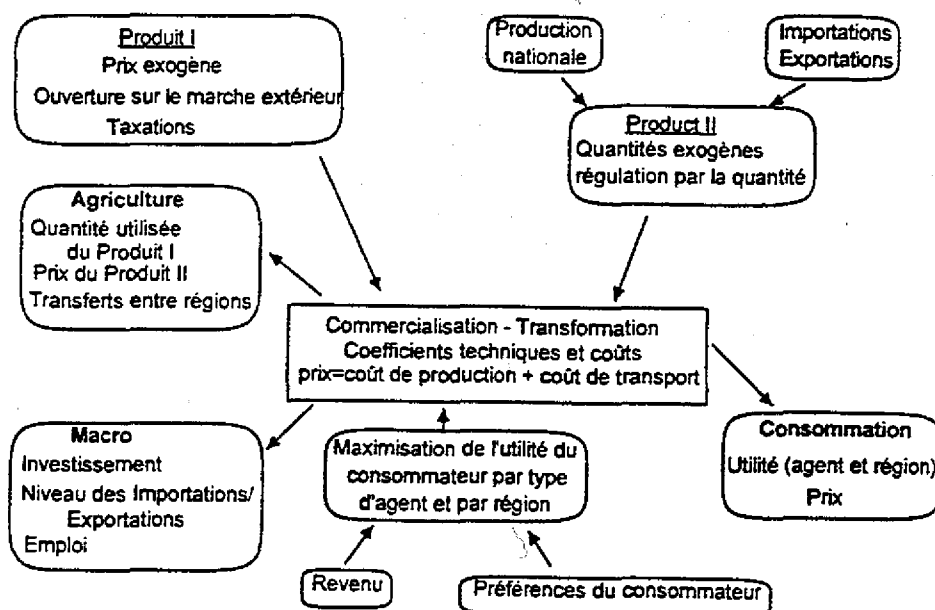 Produit I
Prix exogène
Ouverture sur le marche extérieur
Taxations
Production
nationale
Importations
Exportations
Product II
Quantités exogènes
régulation par la quantité
Agriculture
Quantité utilisée
du Produit I
Prix du Produit II
Transferts entre régions
Commercialisation - Transformation
Coefficients techniques et coûts
prix=coût de production + coût de transport
Macro
Investissement
Niveau des Importations/
Exportations
Emploi
Maximisation de l'utilité du
consommateur par type
d'agent et par région
Consommation
Utilité (agent et région)
Prix
Revenu
Préférences du consommateur